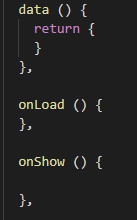 data () {
return {
}
},
onLoad () {
},
onShow () {
},